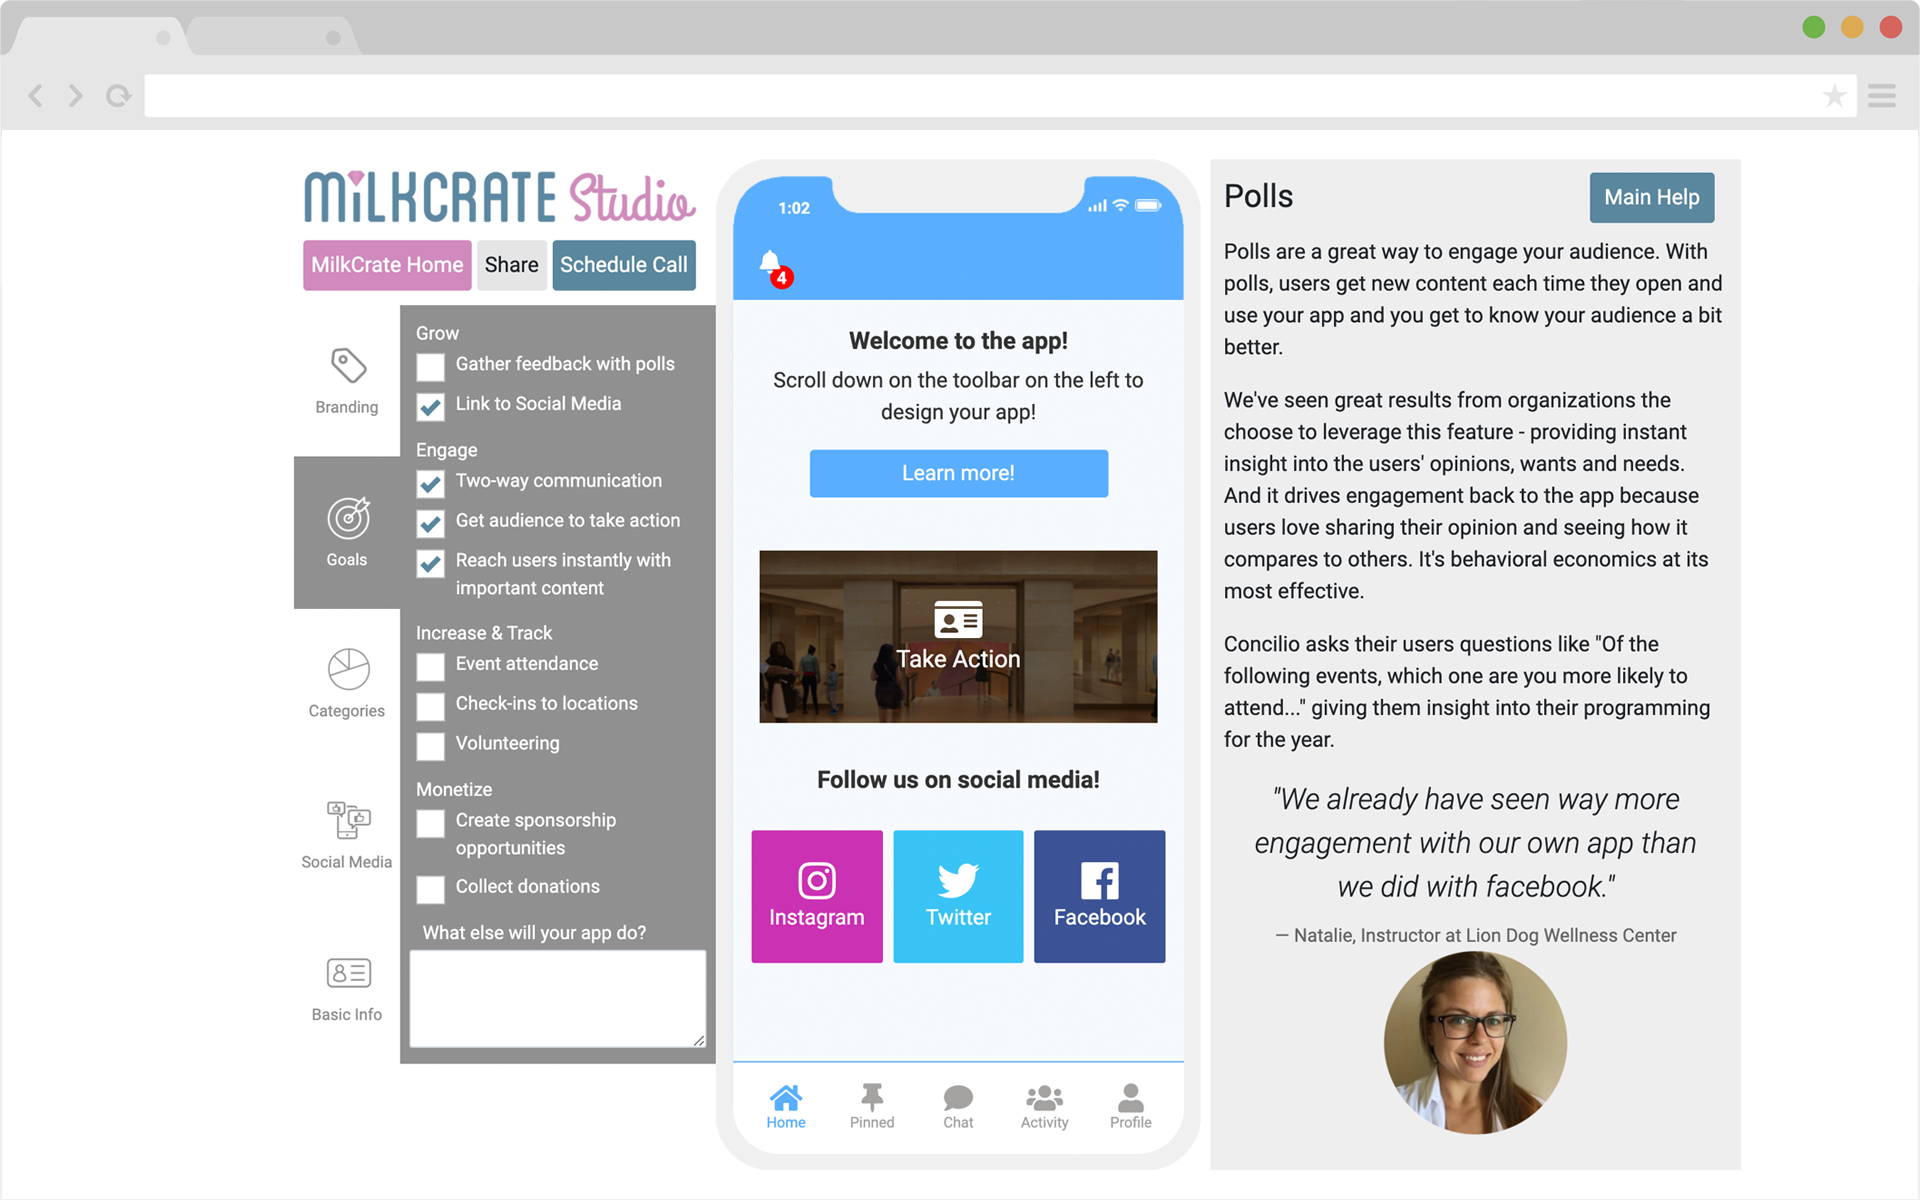 MiLKCRATE Studio
MilkCrate Home
Share
Schedule Call
Branding
Goals
Categories
Social Media
Basic Info
Grow
Gather feedback with polls
Link to Social Media
Engage
Two-way communication
Get audience to take action
Reach users instantly with
important content
Increase & Track
Event attendance
Check-ins to locations
Volunteering
Monetize
Create sponsorship
opportunities
Collect donations
What else will your app do?
1:02
4
Welcome to the app!
Scroll down on the toolbar on the left to
design your app!
Learn more!
Take Action
Follow us on social media!
Instagram
Twitter
Facebook
Home
Pinned
Chat
Activity
Profile
Polls
Main Help
Polls are a great way to engage your audience. With
polls, users get new content each time they open and
use your app and you get to know your audience a bit
better.
We've seen great results from organizations the
choose to leverage this feature - providing instant
insight into the users' opinions, wants and needs.
And it drives engagement back to the app because
users love sharing their opinion and seeing how it
compares to others. It's behavioral economics at its
most effective.
Concilio asks their users questions like "Of the
following events, which one are you more likely to
attend..." giving them insight into their programming
for the year.
"We already have seen way more
engagement with our own app than
we did with facebook."
— Natalie, Instructor at Lion Dog Wellness Center